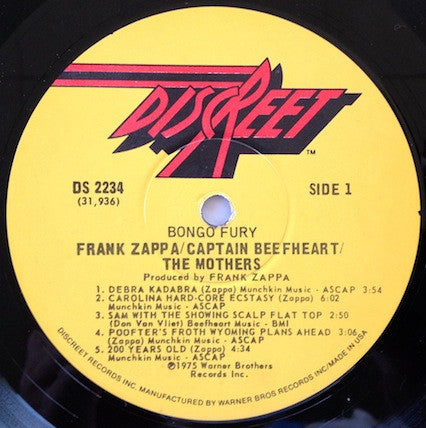 DISCREET
TM
DS 2234
(31,936)
SIDE 1
BONGO FURY
FRANK ZAPPA/CAPTAIN BEEFHEART/
THE MOTHERS
Produced by FRANK ZAPPA
1. DEBRA KADABRA (Zappa) Munchkin Music - ASCAP 3:54
2. CAROLINA HARD-CORE ECSTASY (Zappa) 6:02
Munchkin Music - ASCAP
3. SAM WITH THE SHOWING SCALP FLAT TOP 2:50
(Don Van Vliet) Beefheart Music - BMI
4. POOFTER'S FROTH WYOMING PLANS AHEAD 3:06
(Zappa) Munchkin Music - ASCAP
5. 200 YEARS OLD (Zappa) 4:34
Munchkin Music - ASCAP
©1975 Warner Brothers
Records Inc.
DISCREET RECORDS INC. MANUFACTURED BY WARNER BROS RECORDS INC/MADE IN USA